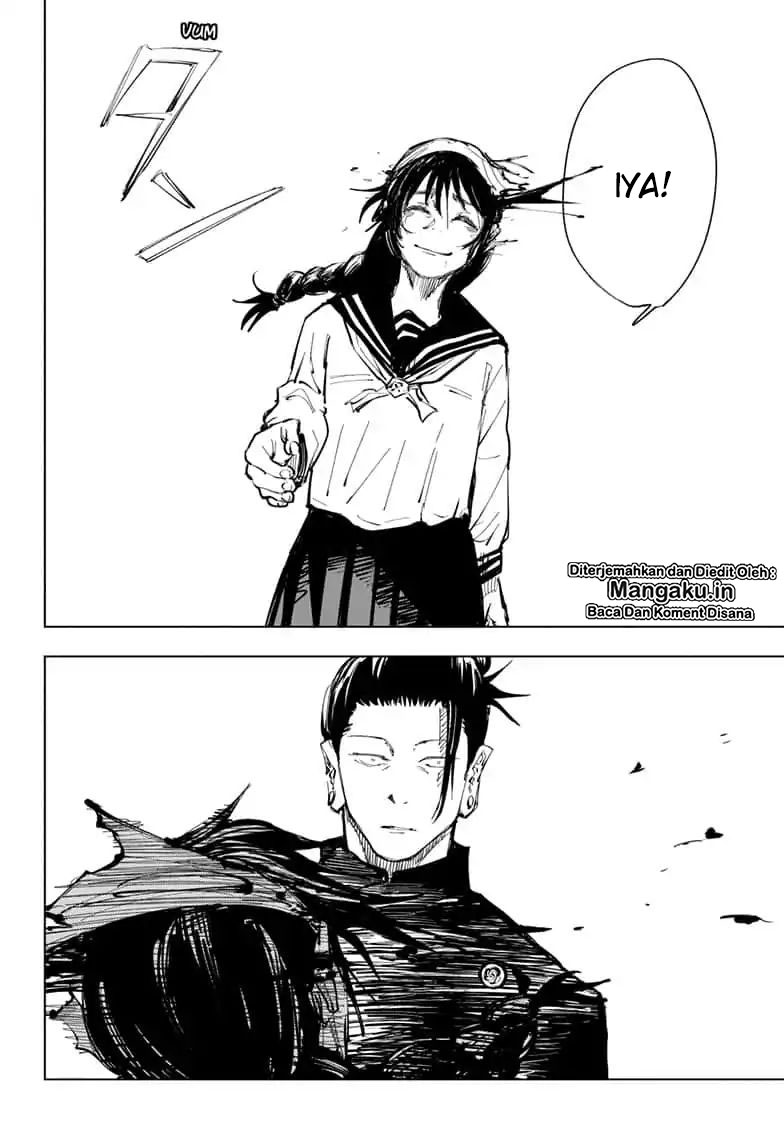 VUM
タン
IYA!
Diterjemahkan dan Diedit Oleh:
Mangaku.in
Baca Dan Koment Disana